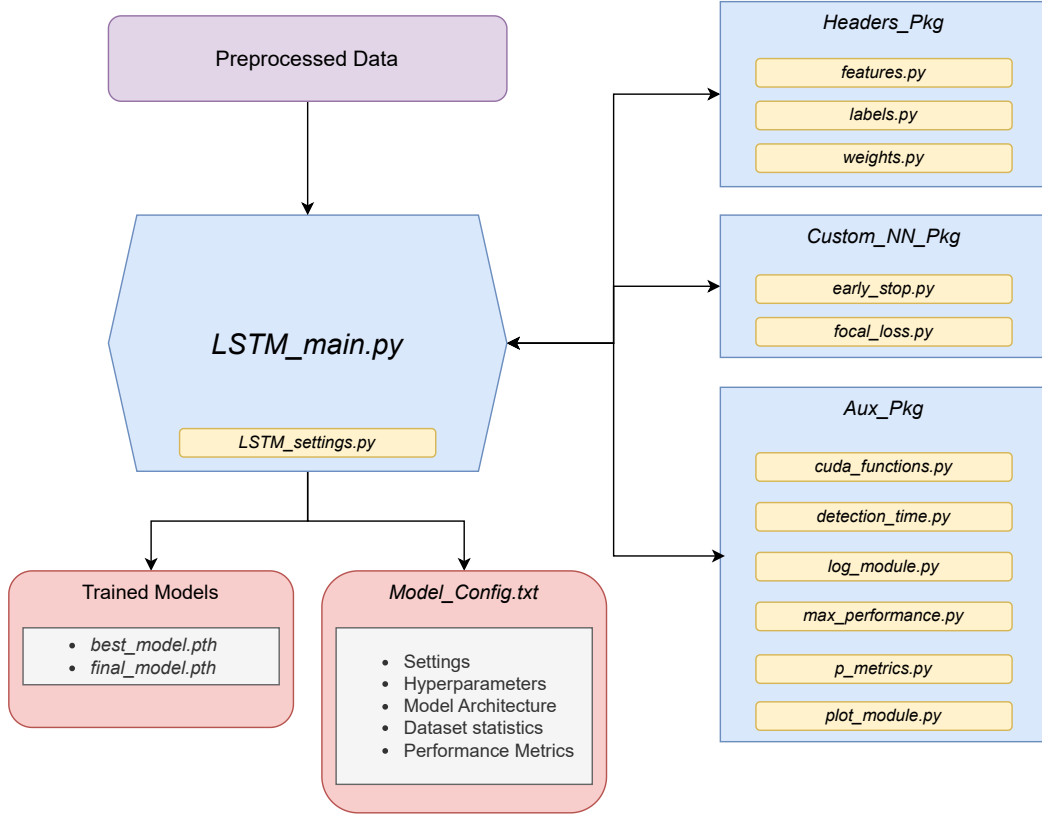 Preprocessed Data
LSTM_main.py
LSTM_settings.py
Trained Models
• best_model.pth
• final_model.pth
Model_Config.txt
• Settings
• Hyperparameters
• Model Architecture
• Dataset statistics
• Performance Metrics
Headers_Pkg
features.py
labels.py
weights.py
Custom_NN_Pkg
early_stop.py
focal_loss.py
Aux_Pkg
cuda_functions.py
detection_time.py
log_module.py
max_performance.py
p_metrics.py
plot_module.py